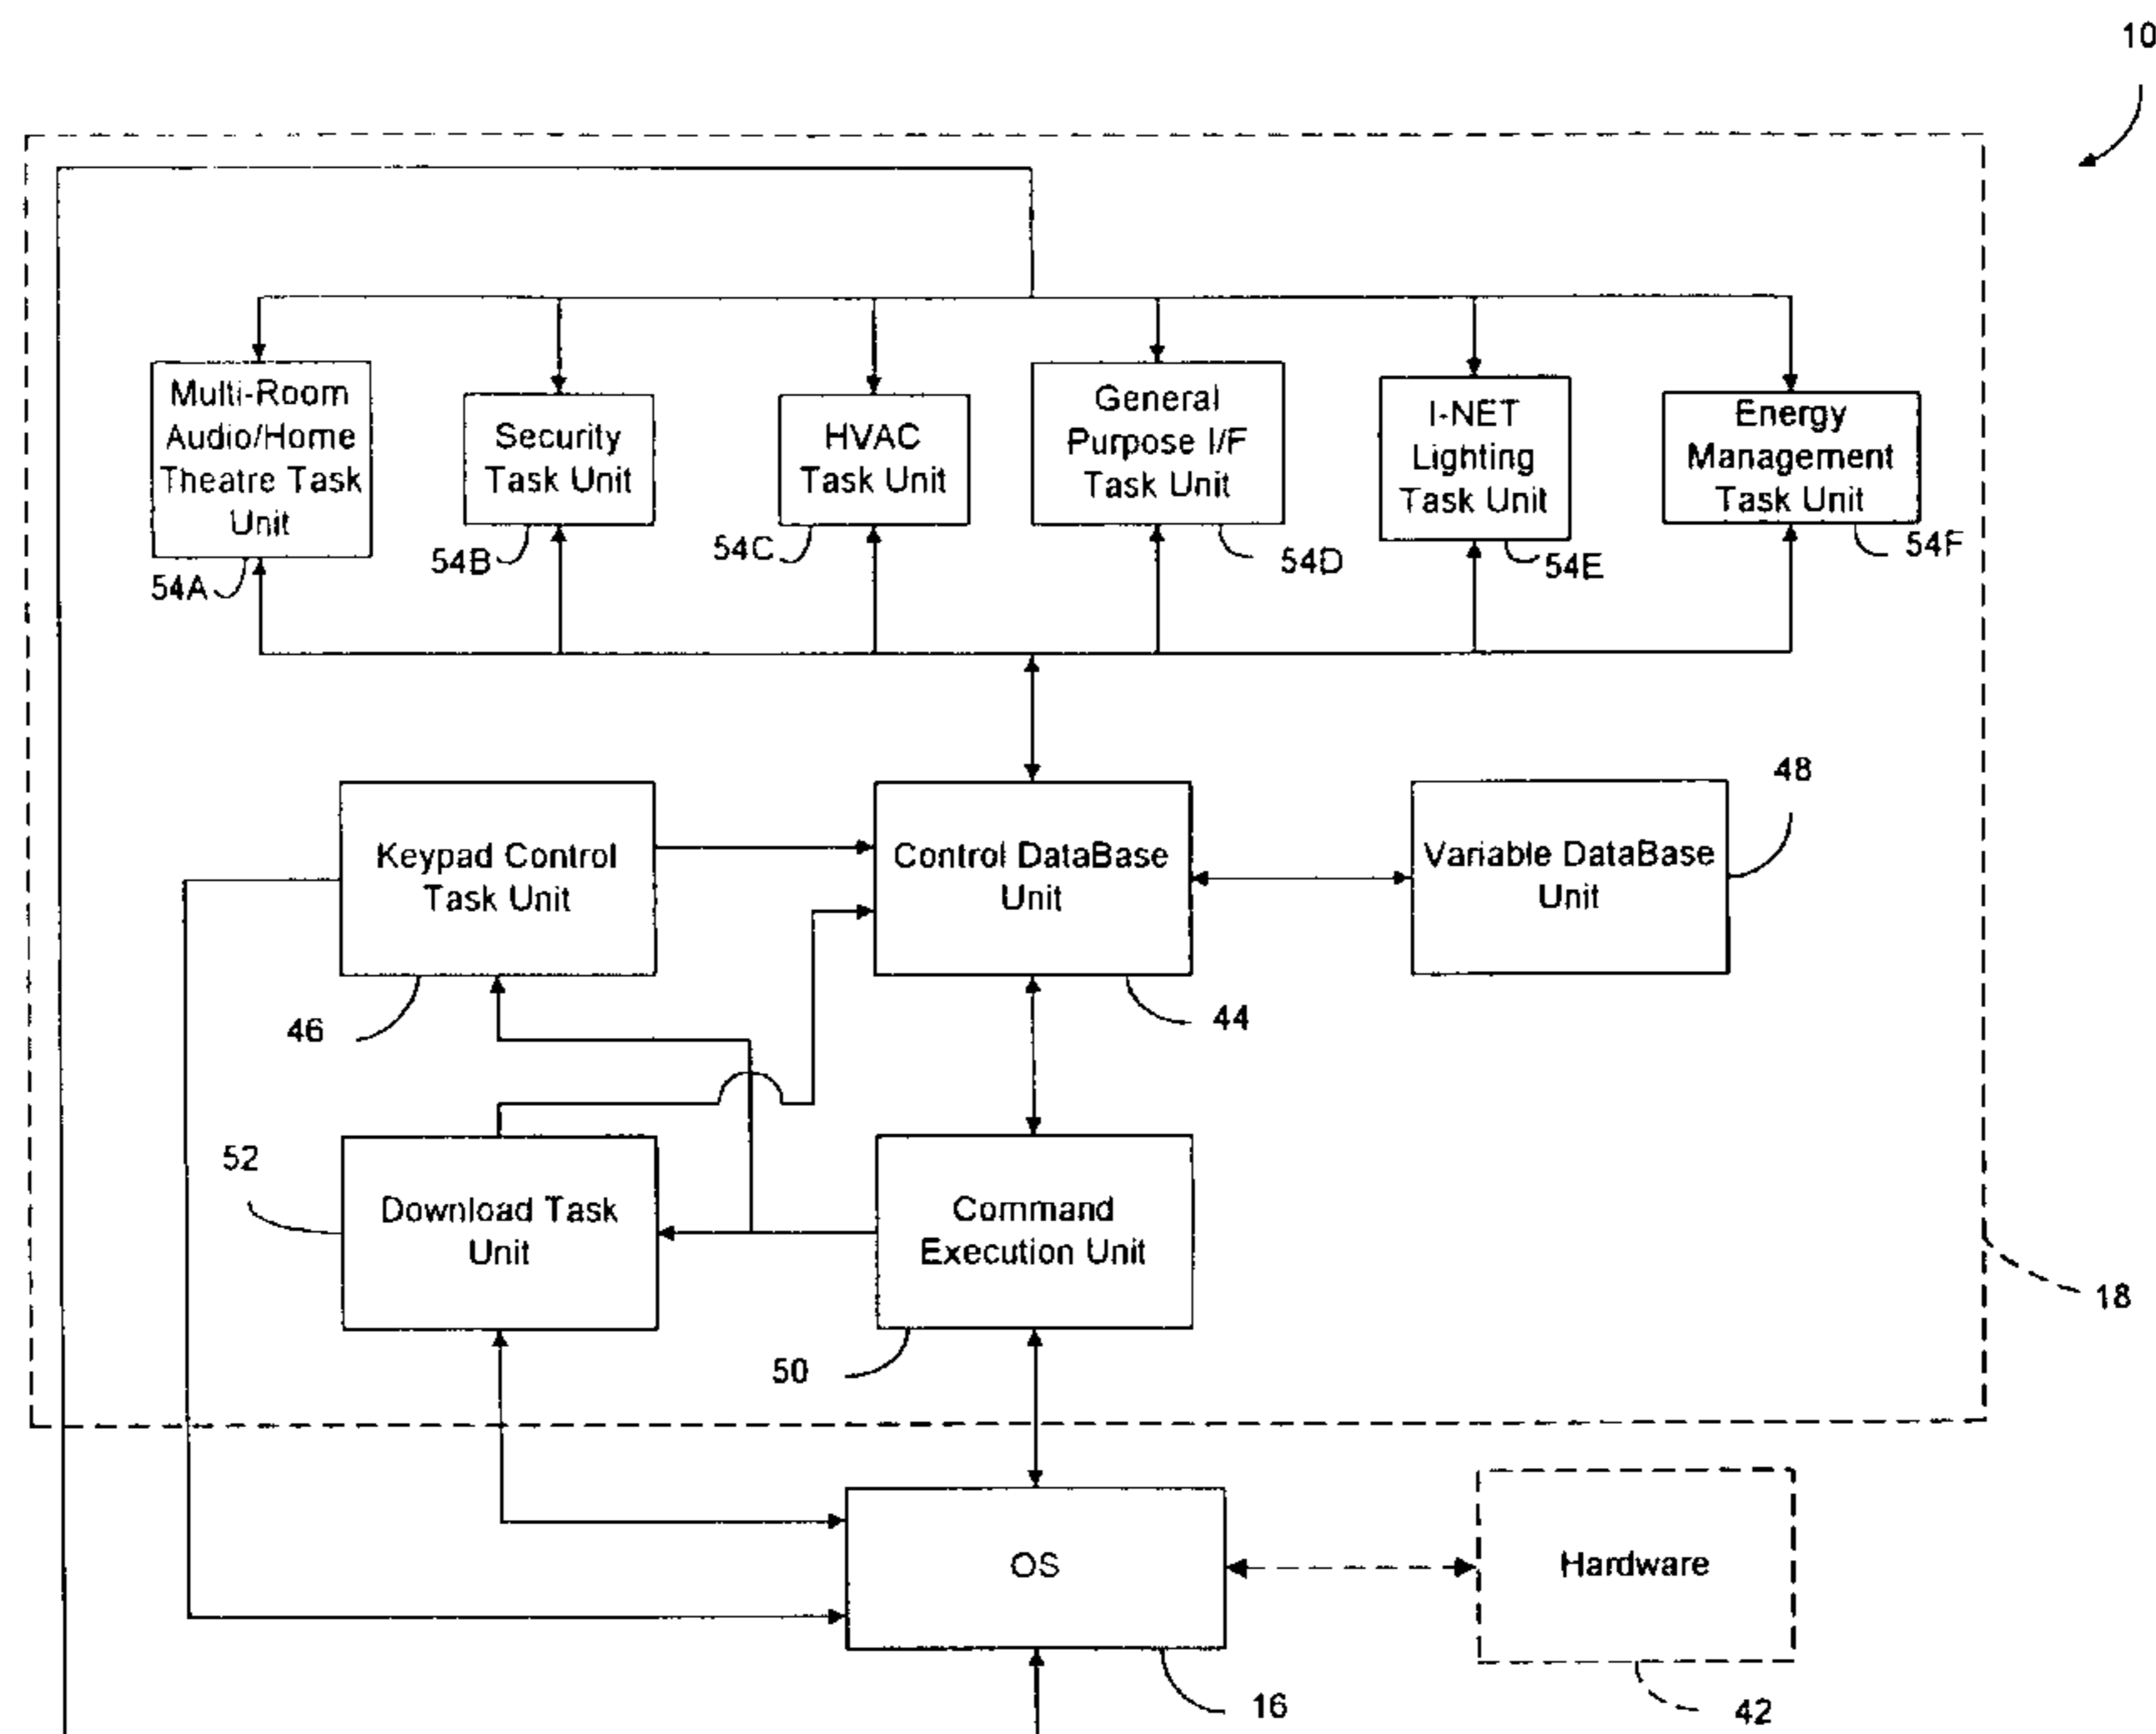 10
Multi-Room
Audio/Home
Theatre Task
Unit
Security
Task Unit
HVAC
Task Unit
General
Purpose I/F
Task Unit
I-NET
Lighting
Task Unit
Energy
Management
Task Unit
54A
54B
54C
54D
54E
54F
Keypad Control
Task Unit
Control DataBase
Unit
Variable DataBase
Unit
48
46
44
52
Download Task
Unit
Command
Execution Unit
18
50
OS
Hardware
16
42